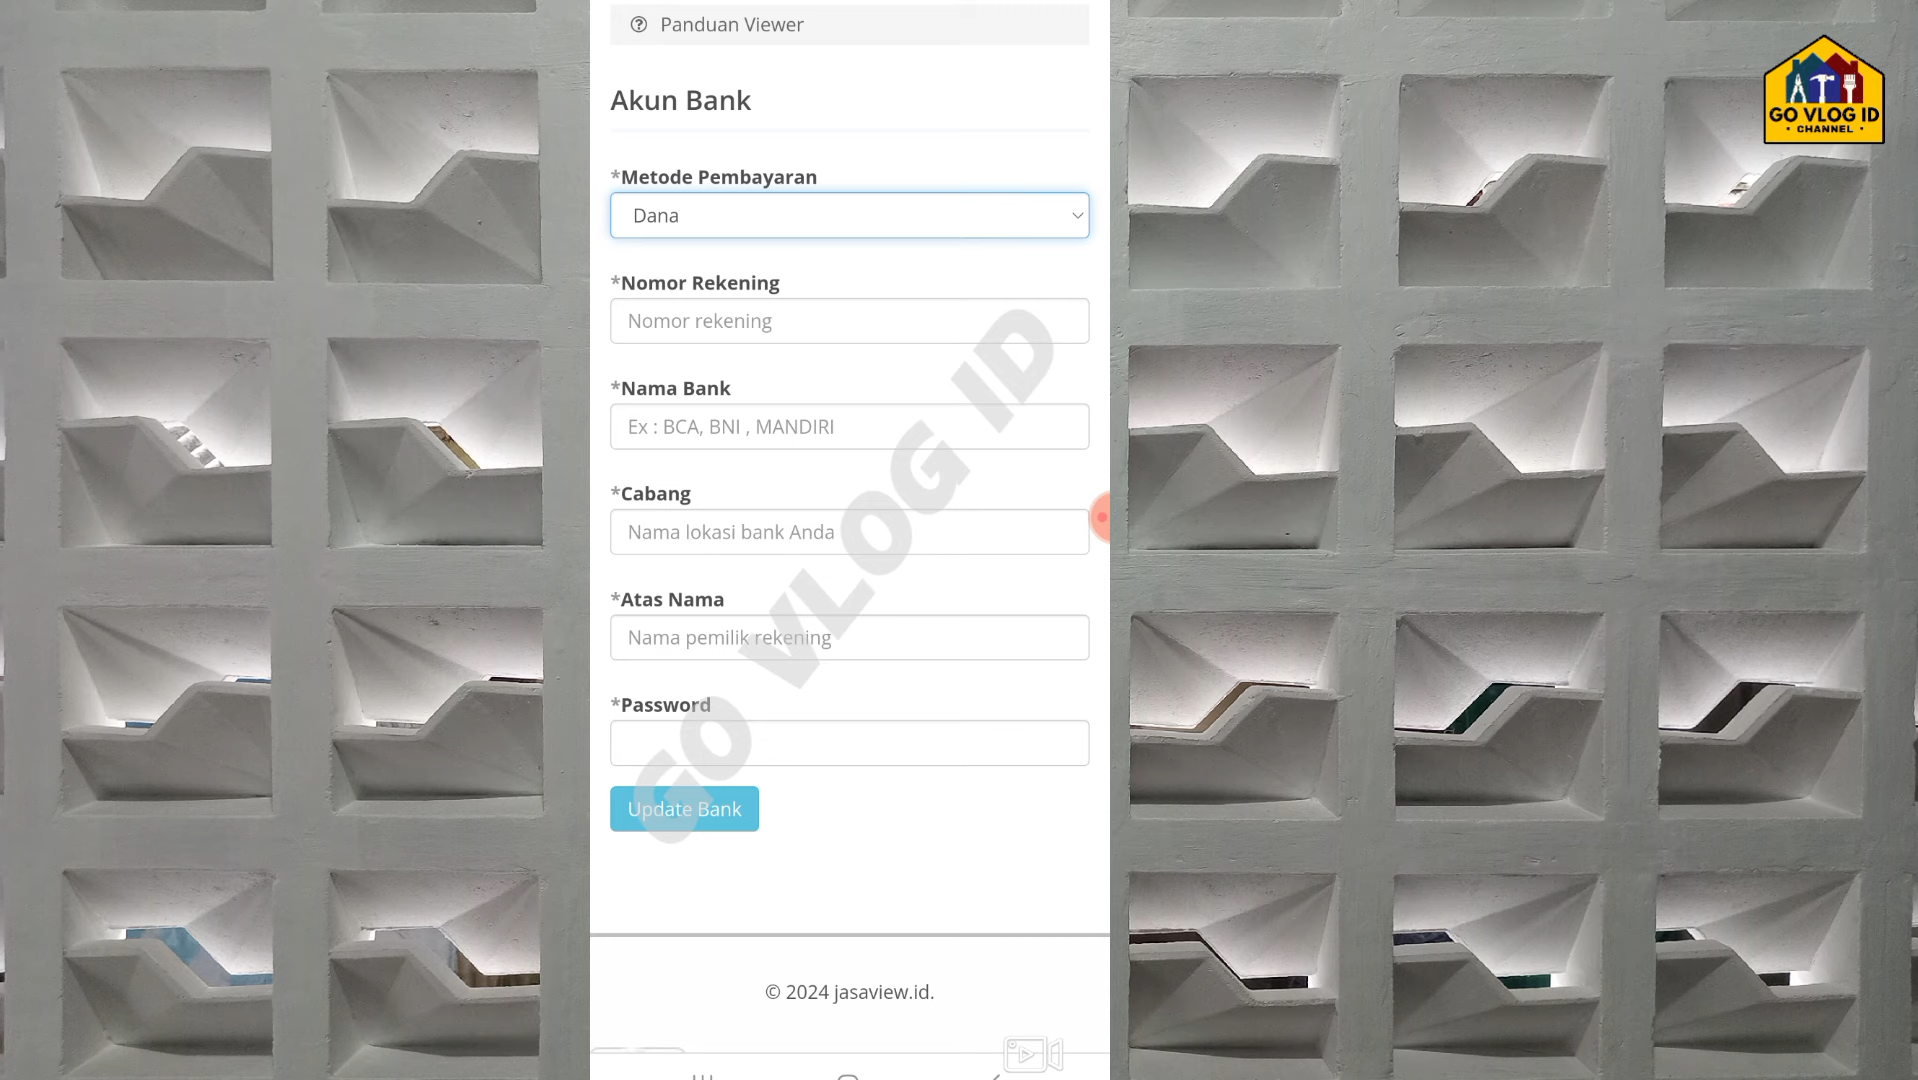 Panduan Viewer
Akun Bank
*Metode Pembayaran
Dana
*Nomor Rekening
Nomor rekening
*Nama Bank
Ex : BCA, BNI , MANDIRI
*Cabang
Nama lokasi bank Anda
*Atas Nama
Nama pemilik rekening
*Password
Update Bank
© 2024 jasaview.id.
GO VLOG ID
GO VLOG ID
• CHANNEL •